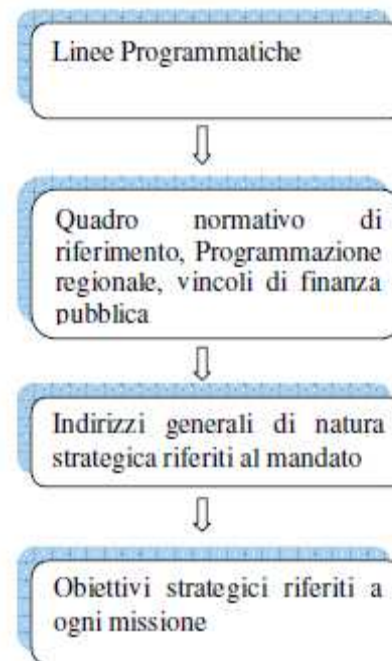 Linee Programmatiche
Quadro normativo di
riferimento, Programmazione
regionale, vincoli di finanza
pubblica
Indirizzi generali di natura
strategica riferiti al mandato
Obiettivi strategici riferiti a
ogni missione